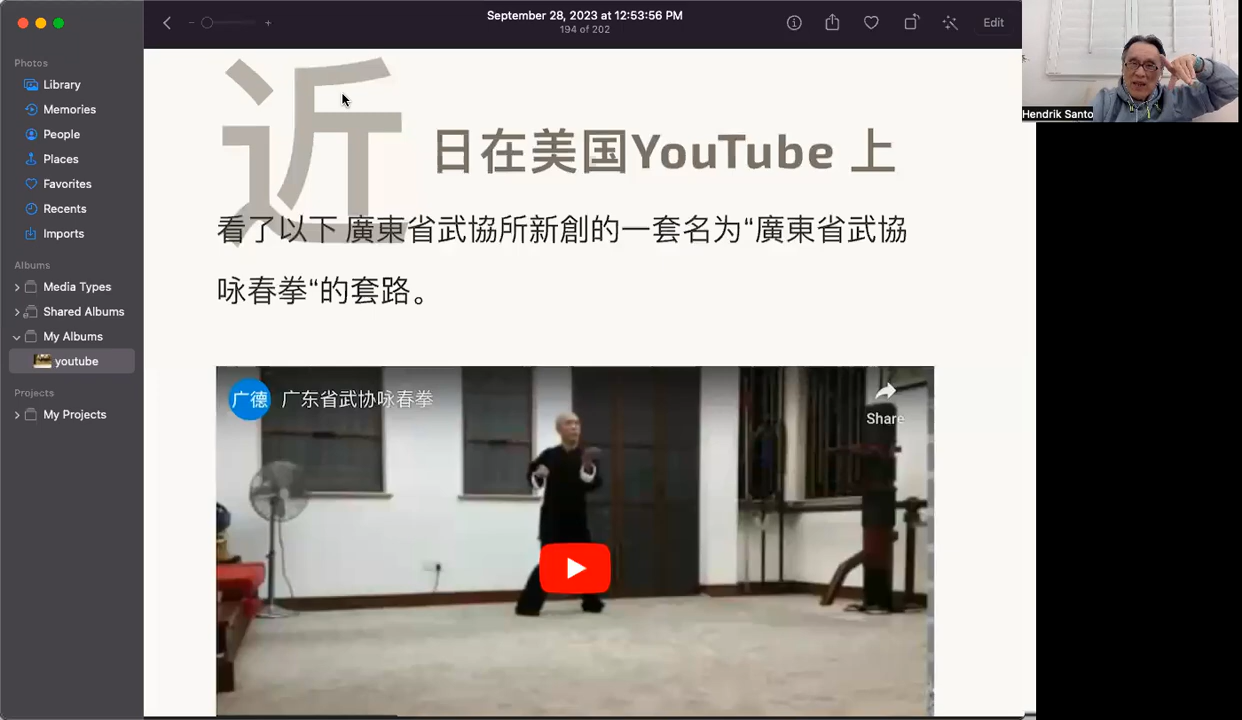 September 28, 2023 at 12:53:56 PM
194 of 202
Edit
Photos
Library
Memories
People
Places
Favorites
Recents
Imports
Albums
Media Types
Shared Albums
My Albums
youtube
Projects
My Projects
近
日在美国YouTube 上
看了以下 廣東省武協所新創的一套名为“廣東省武協
咏春拳“的套路。
广德
广东省武协咏春拳
Share
Hendrik Santo